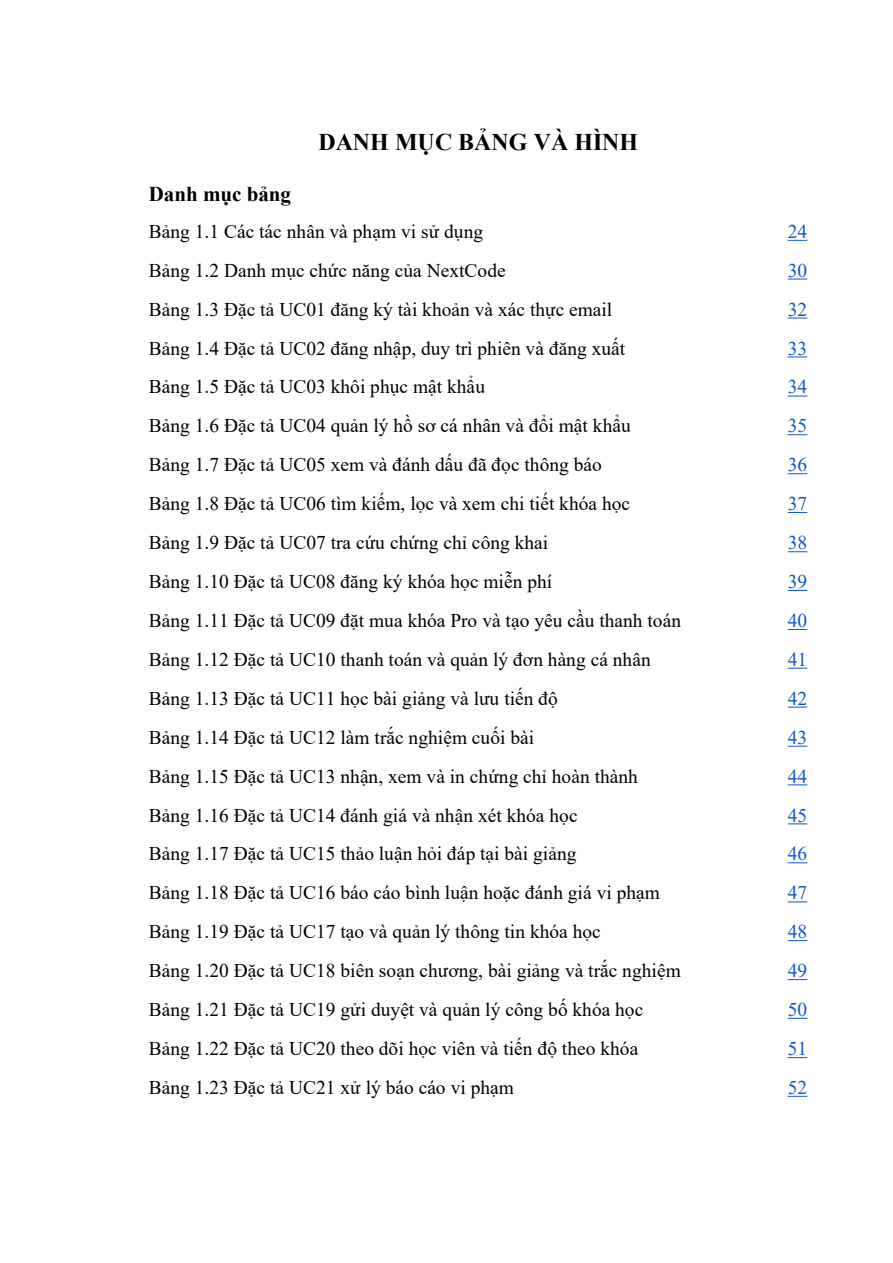 DANH MỤC BẢNG VÀ HÌNH
Danh mục bảng
Bảng 1.1 Các tác nhân và phạm vi sử dụng 24
Bảng 1.2 Danh mục chức năng của NextCode 30
Bảng 1.3 Đặc tả UC01 đăng ký tài khoản và xác thực email 32
Bảng 1.4 Đặc tả UC02 đăng nhập, duy trì phiên và đăng xuất 33
Bảng 1.5 Đặc tả UC03 khôi phục mật khẩu 34
Bảng 1.6 Đặc tả UC04 quản lý hồ sơ cá nhân và đổi mật khẩu 35
Bảng 1.7 Đặc tả UC05 xem và đánh dấu đã đọc thông báo 36
Bảng 1.8 Đặc tả UC06 tìm kiếm, lọc và xem chi tiết khóa học 37
Bảng 1.9 Đặc tả UC07 tra cứu chứng chỉ công khai 38
Bảng 1.10 Đặc tả UC08 đăng ký khóa học miễn phí 39
Bảng 1.11 Đặc tả UC09 đặt mua khóa Pro và tạo yêu cầu thanh toán 40
Bảng 1.12 Đặc tả UC10 thanh toán và quản lý đơn hàng cá nhân 41
Bảng 1.13 Đặc tả UC11 học bài giảng và lưu tiến độ 42
Bảng 1.14 Đặc tả UC12 làm trắc nghiệm cuối bài 43
Bảng 1.15 Đặc tả UC13 nhận, xem và in chứng chỉ hoàn thành 44
Bảng 1.16 Đặc tả UC14 đánh giá và nhận xét khóa học 45
Bảng 1.17 Đặc tả UC15 thảo luận hỏi đáp tại bài giảng 46
Bảng 1.18 Đặc tả UC16 báo cáo bình luận hoặc đánh giá vi phạm 47
Bảng 1.19 Đặc tả UC17 tạo và quản lý thông tin khóa học 48
Bảng 1.20 Đặc tả UC18 biên soạn chương, bài giảng và trắc nghiệm 49
Bảng 1.21 Đặc tả UC19 gửi duyệt và quản lý công bố khóa học 50
Bảng 1.22 Đặc tả UC20 theo dõi học viên và tiến độ theo khóa 51
Bảng 1.23 Đặc tả UC21 xử lý báo cáo vi phạm 52